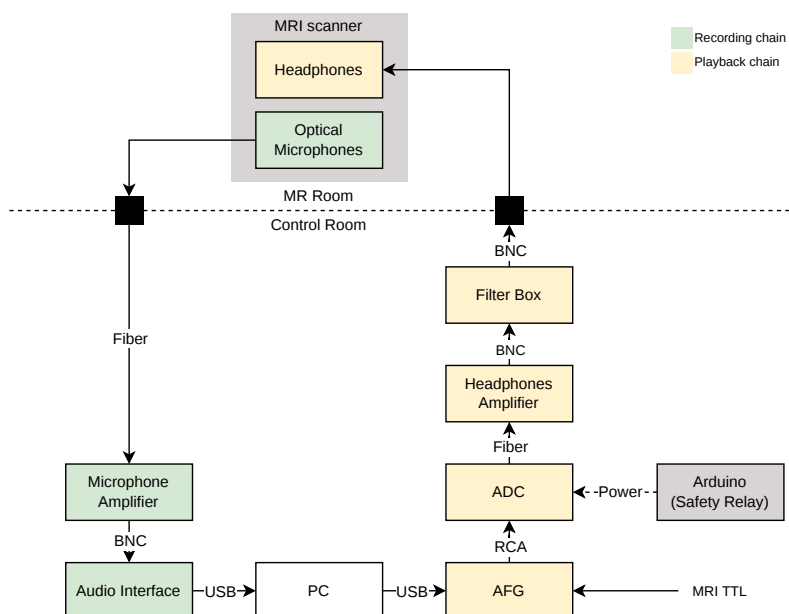 MRI scanner
Recording chain
Playback chain
Headphones
Optical
Microphones
MR Room
Control Room
BNC
Filter Box
Fiber
BNC
Headphones
Amplifier
Fiber
Microphone
Amplifier
ADC
Power
Arduino
(Safety Relay)
BNC
RCA
Audio Interface
USB
PC
USB
AFG
MRI TTL